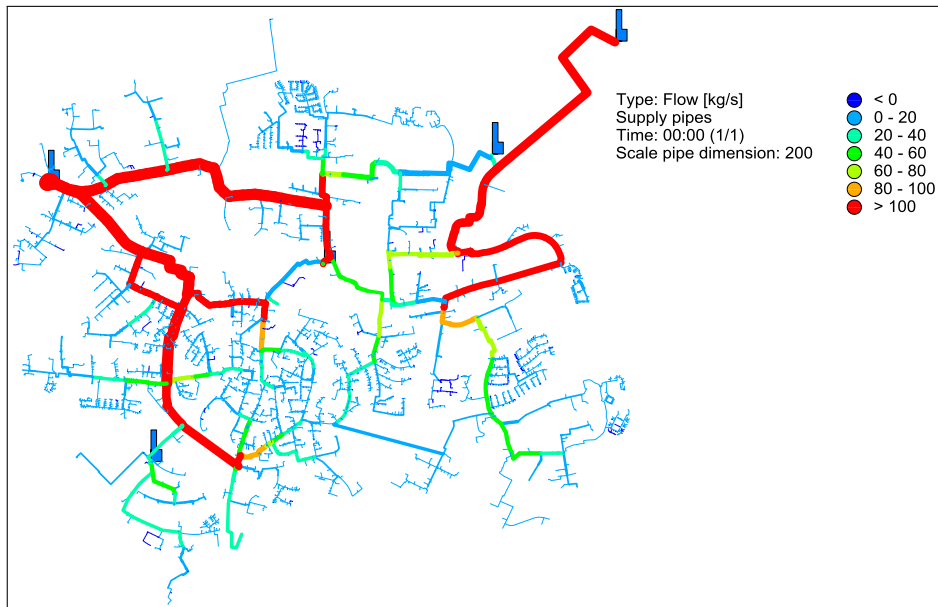 Type: Flow [kg/s]
Supply pipes
Time: 00:00 (1/1)
Scale pipe dimension: 200
< 0
0 - 20
20 - 40
40 - 60
60 - 80
80 - 100
> 100